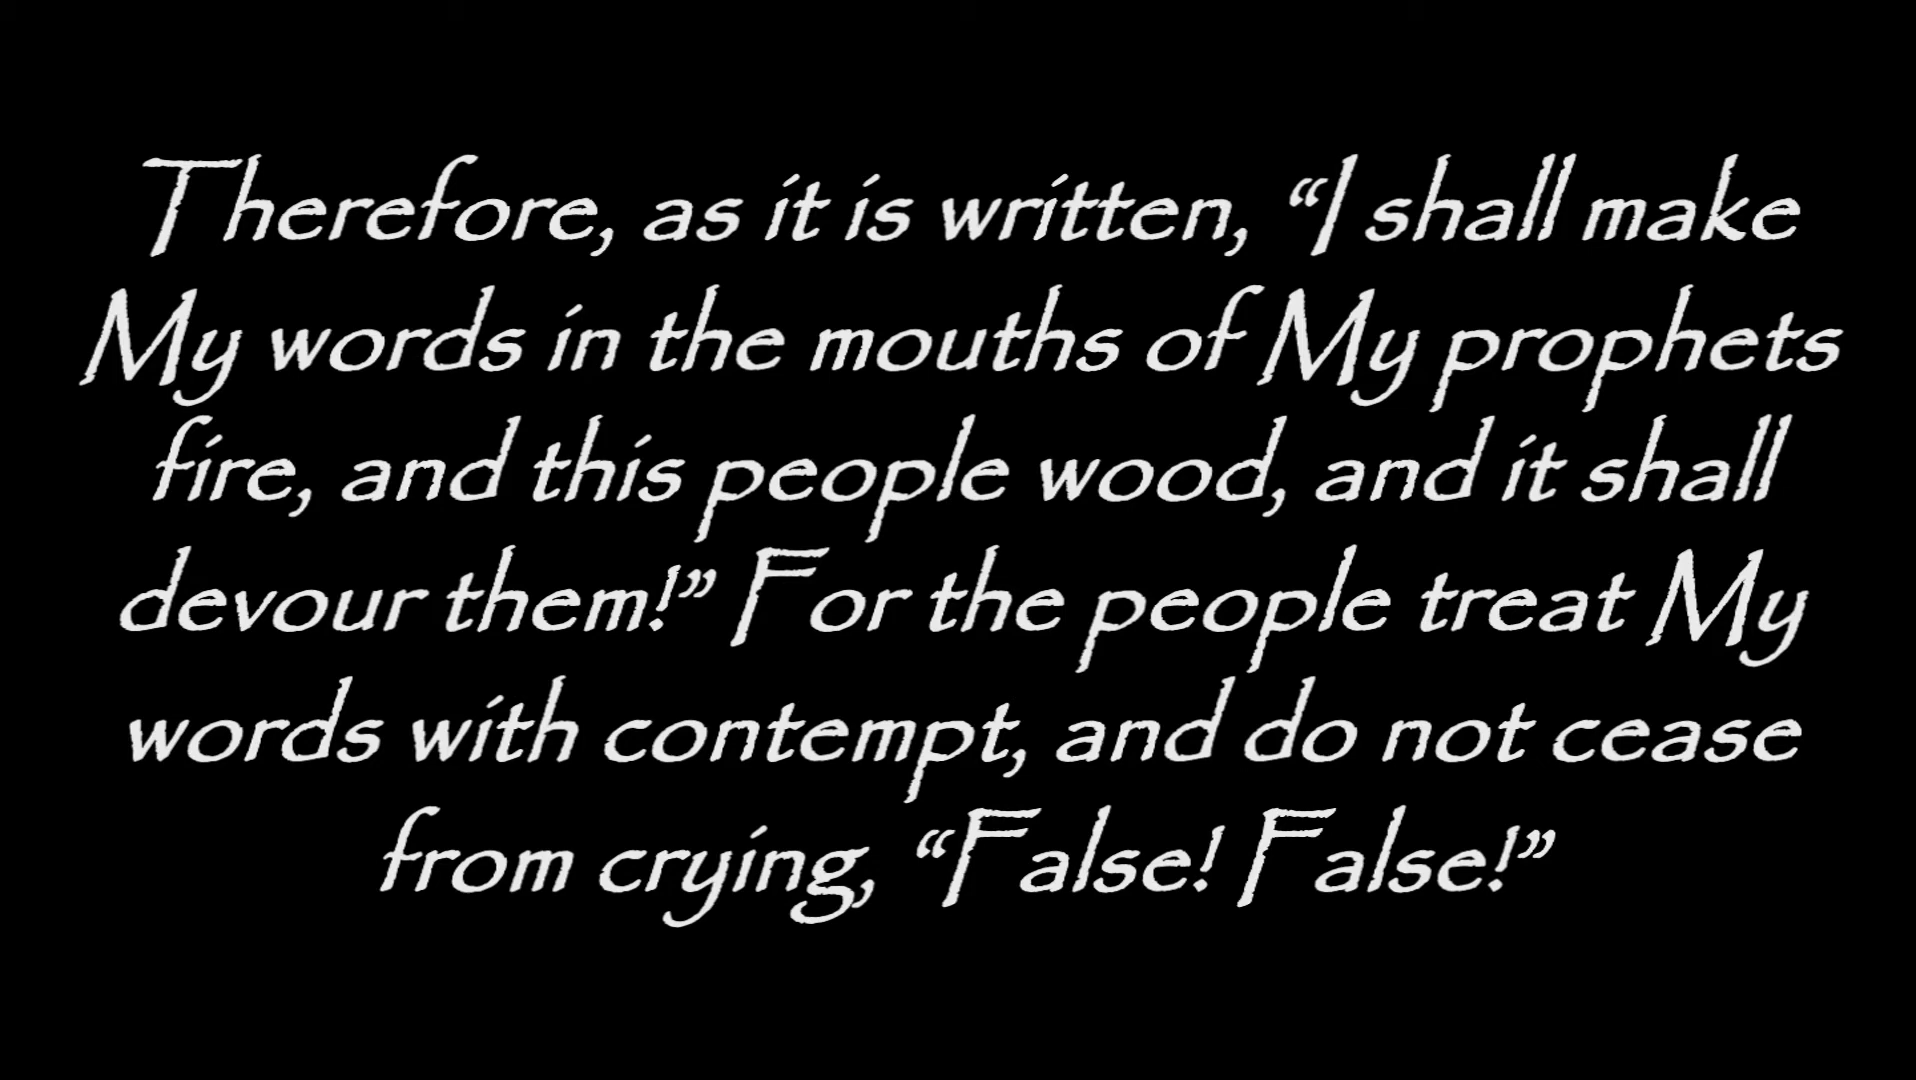 Therefore, as it is written, “I shall make
My words in the mouths of My prophets
fire, and this people wood, and it shall
devour them!” For the people treat My
words with contempt, and do not cease
from crying, “False! False!”